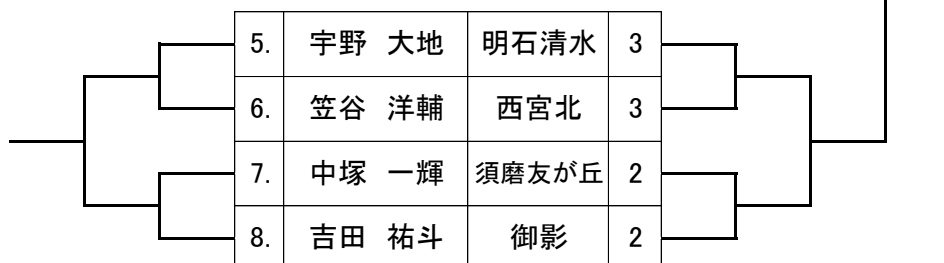 5. 宇野 大地 明石清水 3
6. 笠谷 洋輔 西宮北 3
7. 中塚 一輝 須磨友が丘 2
8. 吉田 祐斗 御影 2